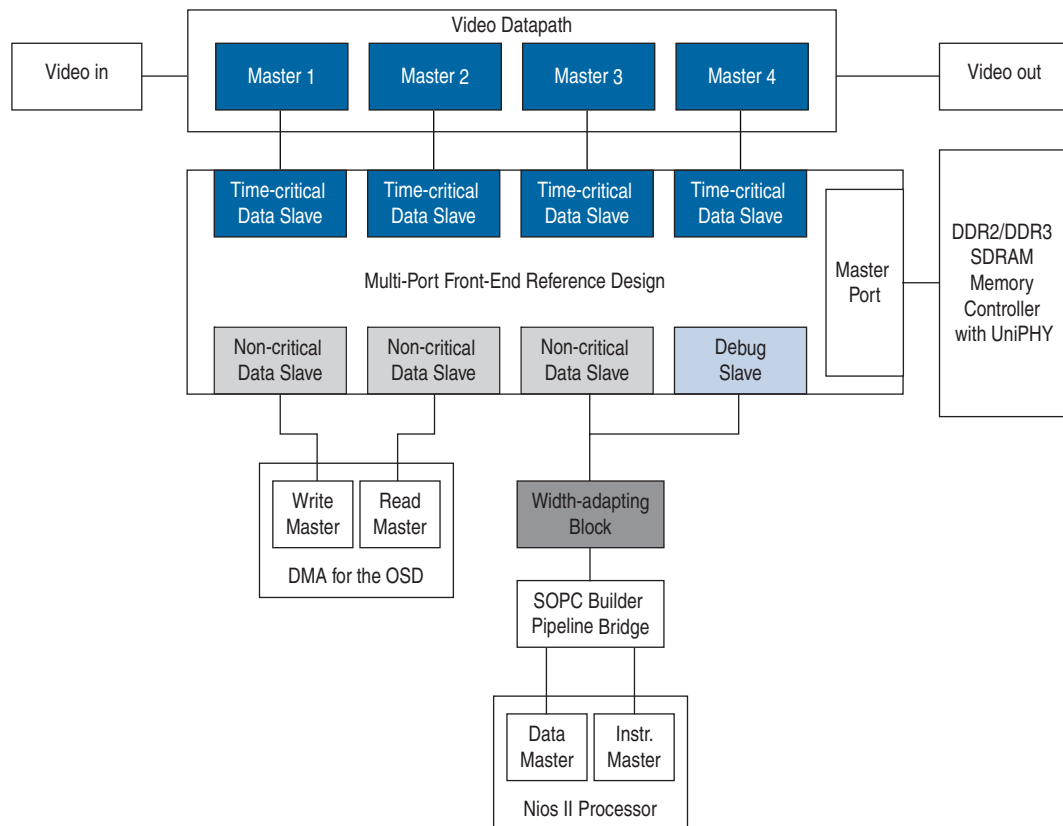 Video Datapath
Video in
Master 1
Master 2
Master 3
Master 4
Video out
Time-critical
Data Slave
Time-critical
Data Slave
Time-critical
Data Slave
Time-critical
Data Slave
Multi-Port Front-End Reference Design
Master
Port
DDR2/DDR3
SDRAM
Memory
Controller
with UniPHY
Non-critical
Data Slave
Non-critical
Data Slave
Non-critical
Data Slave
Debug
Slave
Write
Master
Read
Master
DMA for the OSD
Width-adapting
Block
SOPC Builder
Pipeline Bridge
Data
Master
Instr.
Master
Nios II Processor